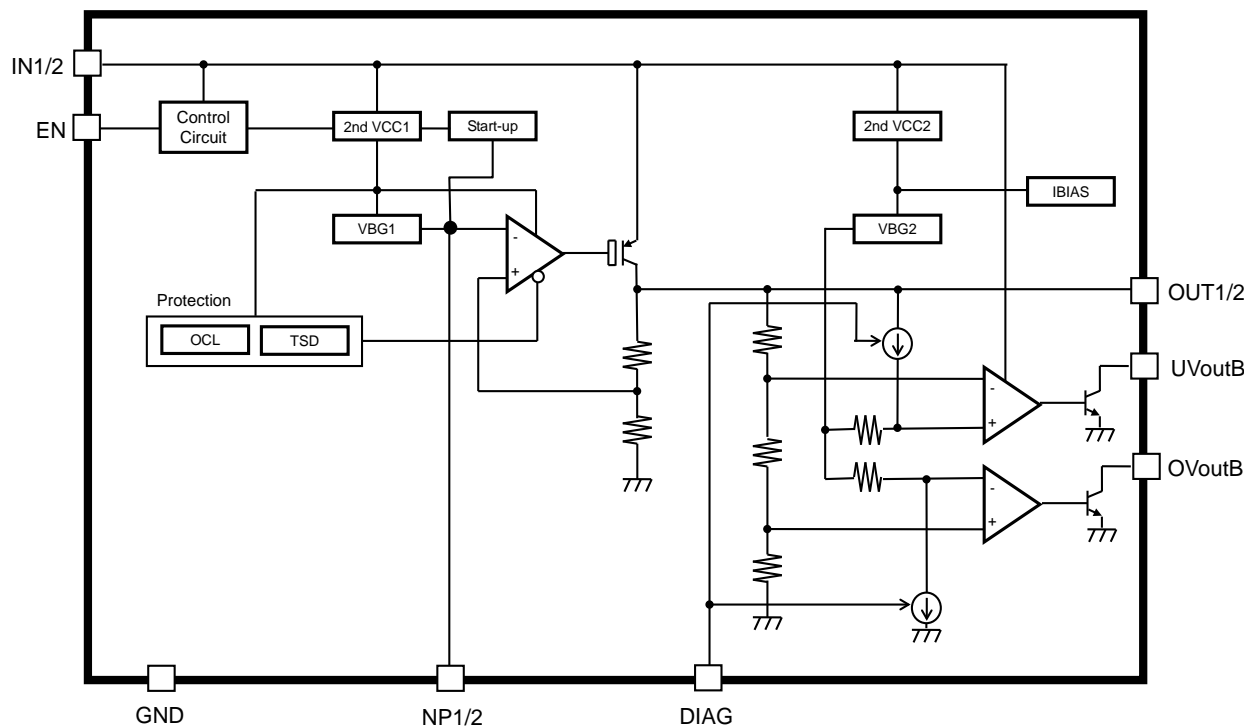 IN1/2
EN
Control
Circuit
2nd VCC1
Start-up
2nd VCC2
IBIAS
VBG1
VBG2
-
+
Protection
OCL
TSD
OUT1/2
UVoutB
-
+
OVoutB
-
+
GND
NP1/2
DIAG